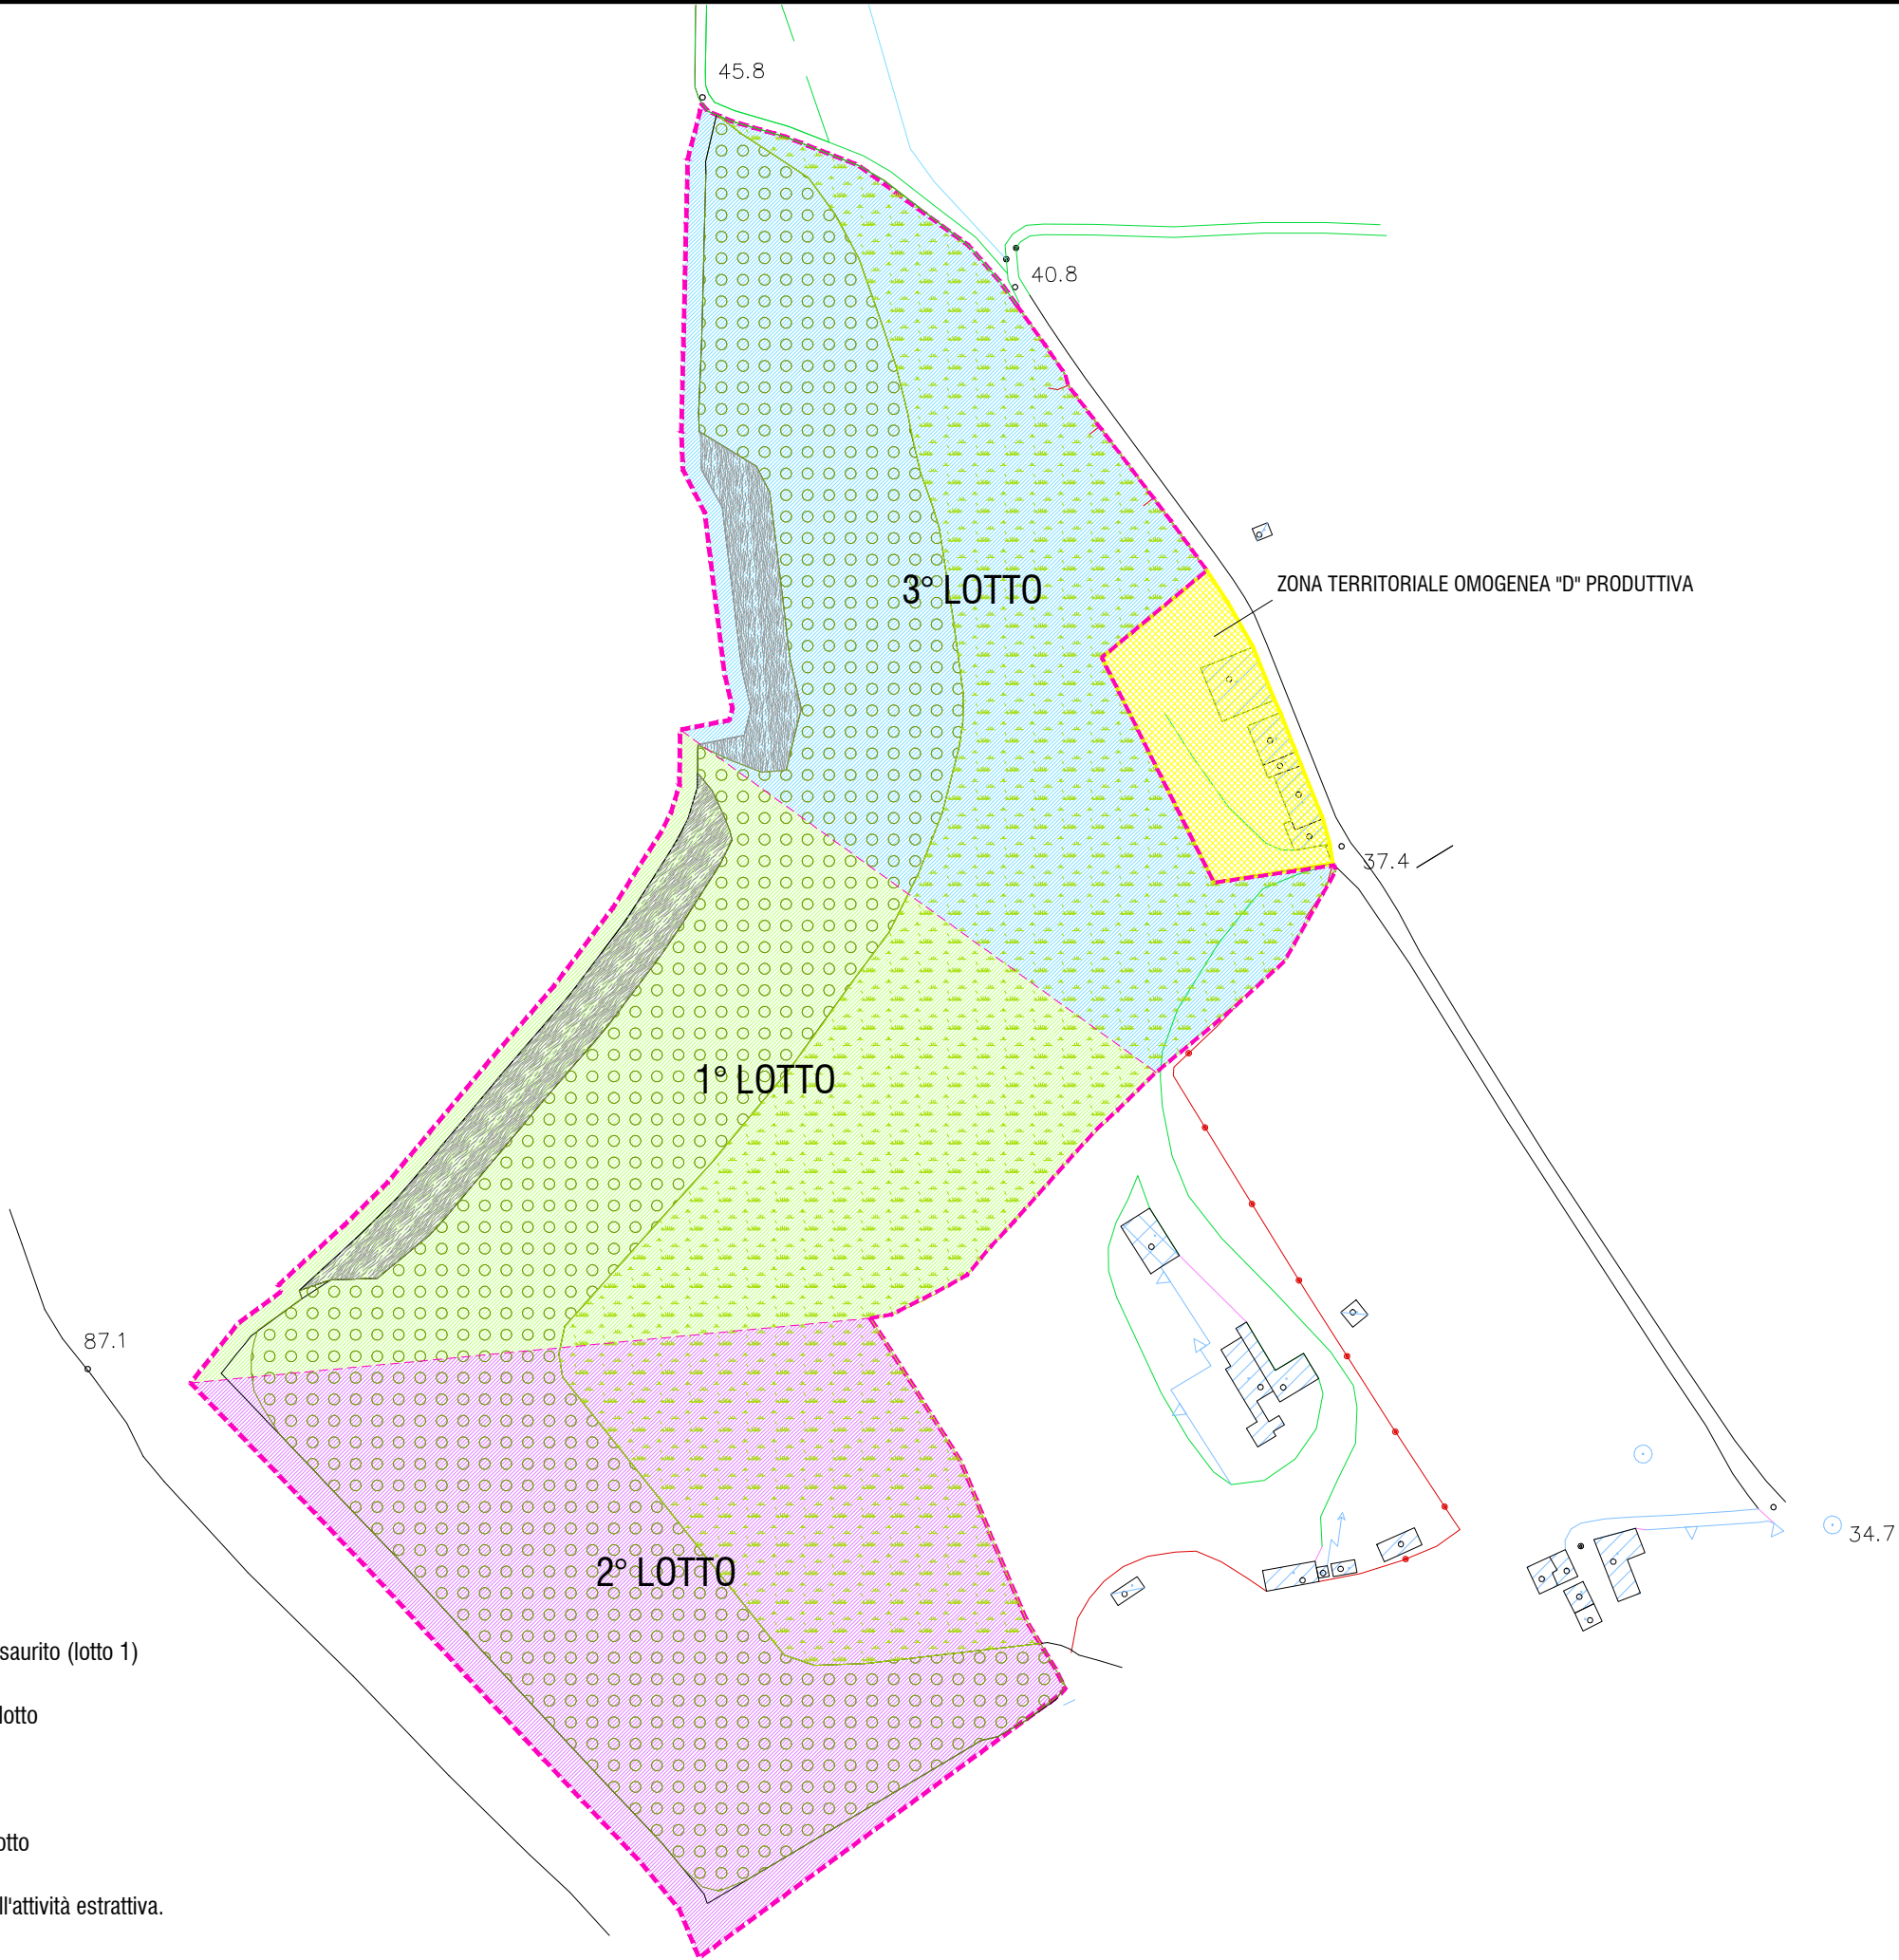 45.8
40.8
3° LOTTO
ZONA TERRITORIALE OMOGENEA "D" PRODUTTIVA
37.4
1° LOTTO
87.1
34.7
2° LOTTO
saurito (lotto 1)
lotto
otto
ll'attività estrattiva.